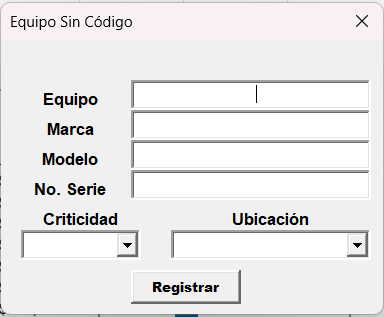 Equipo Sin Código
Equipo
Marca
Modelo
No. Serie
Criticidad Ubicación
Registrar